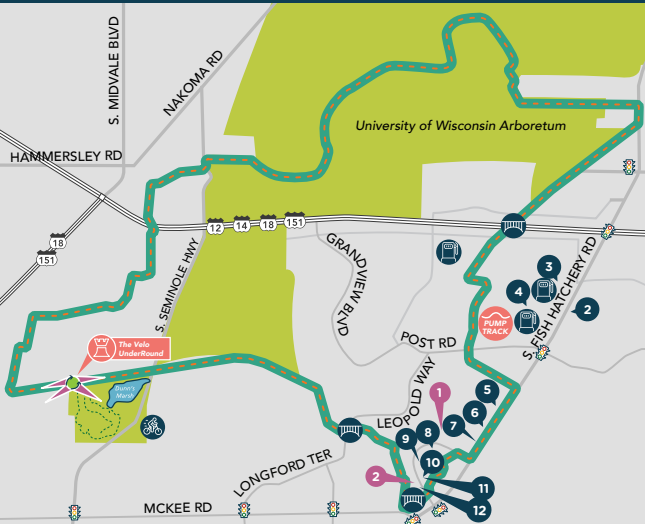 S. MIDVALE BLVD
NAKOMA RD
University of Wisconsin Arboretum
HAMMERSLEY RD
12
14
18
151
18
151
GRANDVIEW BLVD
S. SEMINOLE HWY
S. FISH HATCHERY RD
3
4
2
PUMP
TRACK
The Velo
UnderRound
POST RD
Dunn's
Marsh
LEOPOLD WAY
1
5
6
7
8
9
10
2
11
12
LONGFORD TER
MCKEE RD